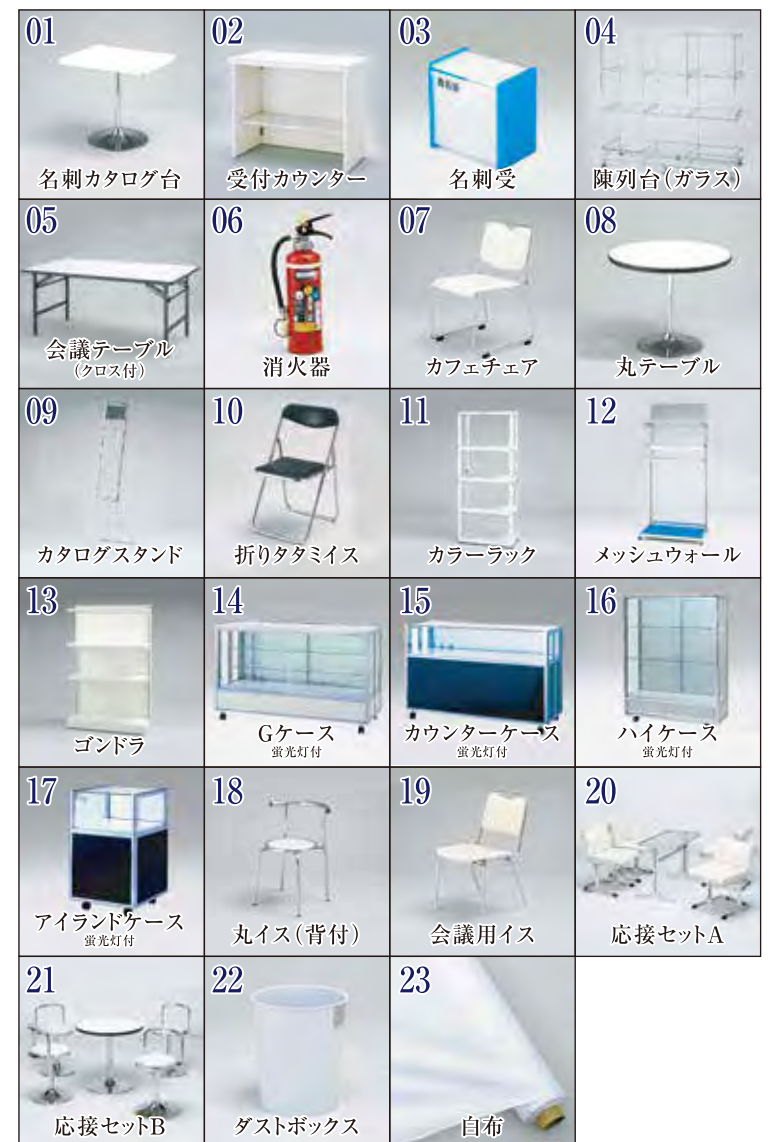 01
名刺カタログ台
02
受付カウンター
03
名刺受
04
陳列台(ガラス)
05
会議テーブル
(クロス付)
06
消火器
07
カフェチェア
08
丸テーブル
09
カタログスタンド
10
折りタタミイス
11
カラーラック
12
メッシュウォール
13
ゴンドラ
14
Gケース
蛍光灯付
15
カウンターケース
蛍光灯付
16
ハイケース
蛍光灯付
17
アイランドケース
蛍光灯付
18
丸イス(背付)
19
会議用イス
20
応接セットA
21
応接セットB
22
ダストボックス
23
白布